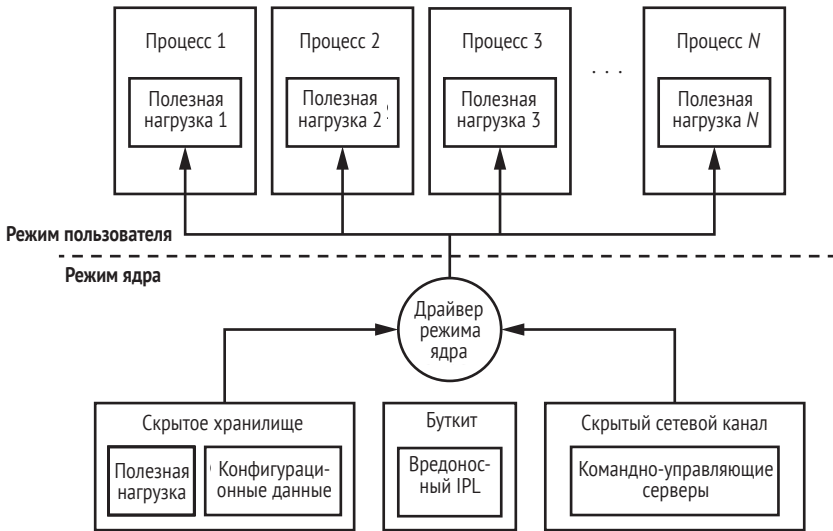 Процесс 1
Процесс 2
Процесс 3
Процесс N
Полезная
нагрузка 1
Полезная
нагрузка 2
Полезная
нагрузка 3
. . .
Полезная
нагрузка N
Режим пользователя
Режим ядра
Драйвер
режима
ядра
Скрытое хранилище
Полезная
нагрузка
Конфигураци-
онные данные
Буткит
Вредонос-
ный IPL
Скрытый сетевой канал
Командно-управляющие
серверы